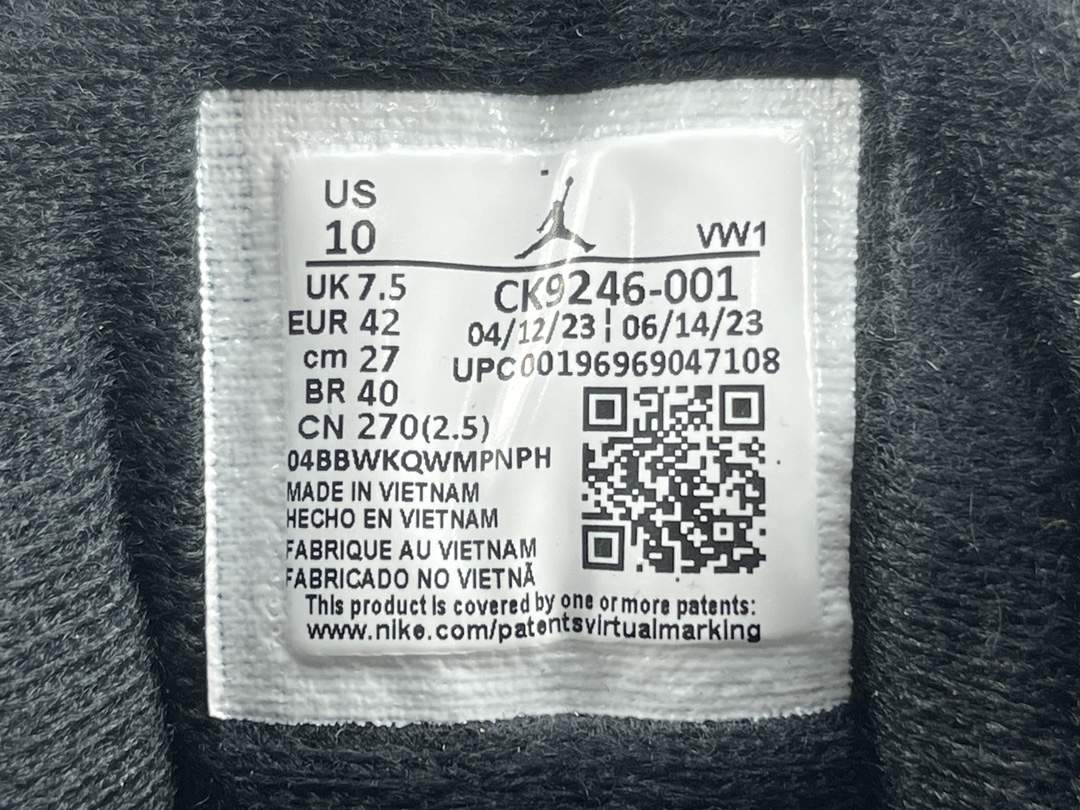 US
10
VW1
UK 7.5
CK9246-001
EUR 42
04/12/23 ¦ 06/14/23
cm 27
UPC00196969047108
BR 40
CN 270(2.5)
04BBWKQWMPNPH
MADE IN VIETNAM
HECHO EN VIETNAM
FABRIQUE AU VIETNAM
FABRICADO NO VIETNÃ
This product is covered by one or more patents:
www.nike.com/patentsvirtualmarking